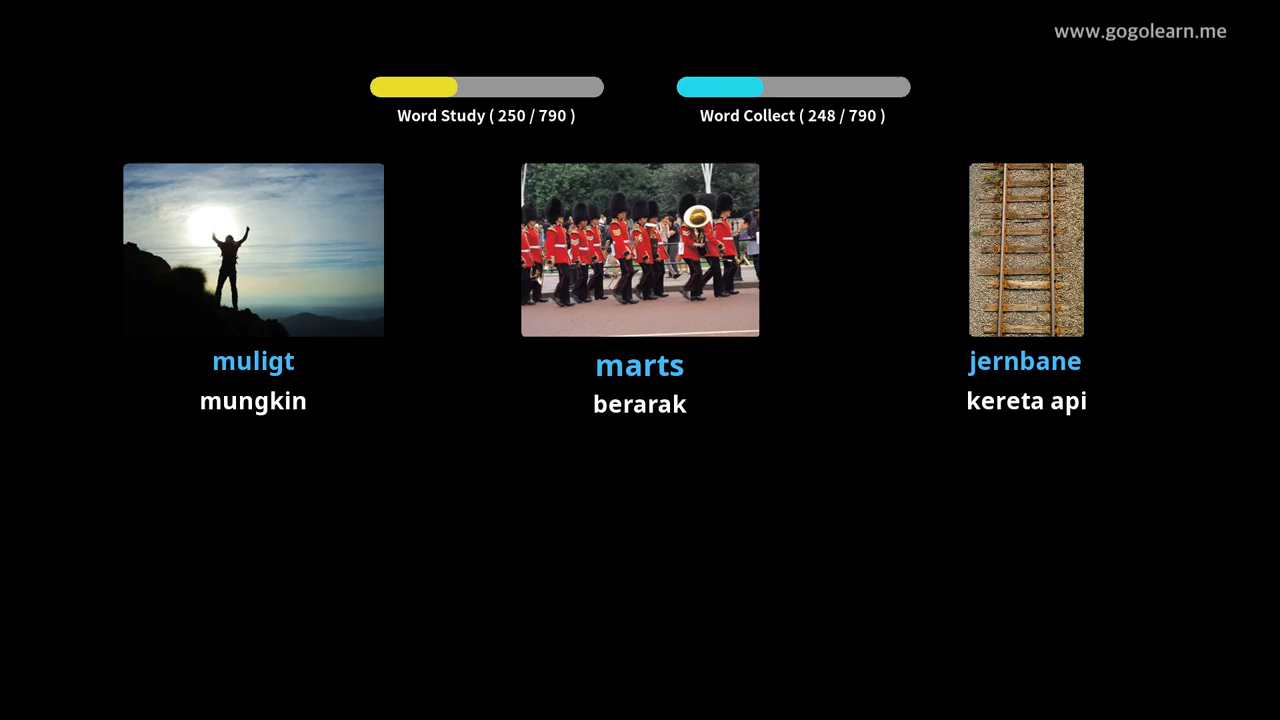 www.gogolearn.me
Word Study ( 250 / 790 )
Word Collect ( 248 / 790 )
muligt
mungkin
marts
berarak
jernbane
kereta api